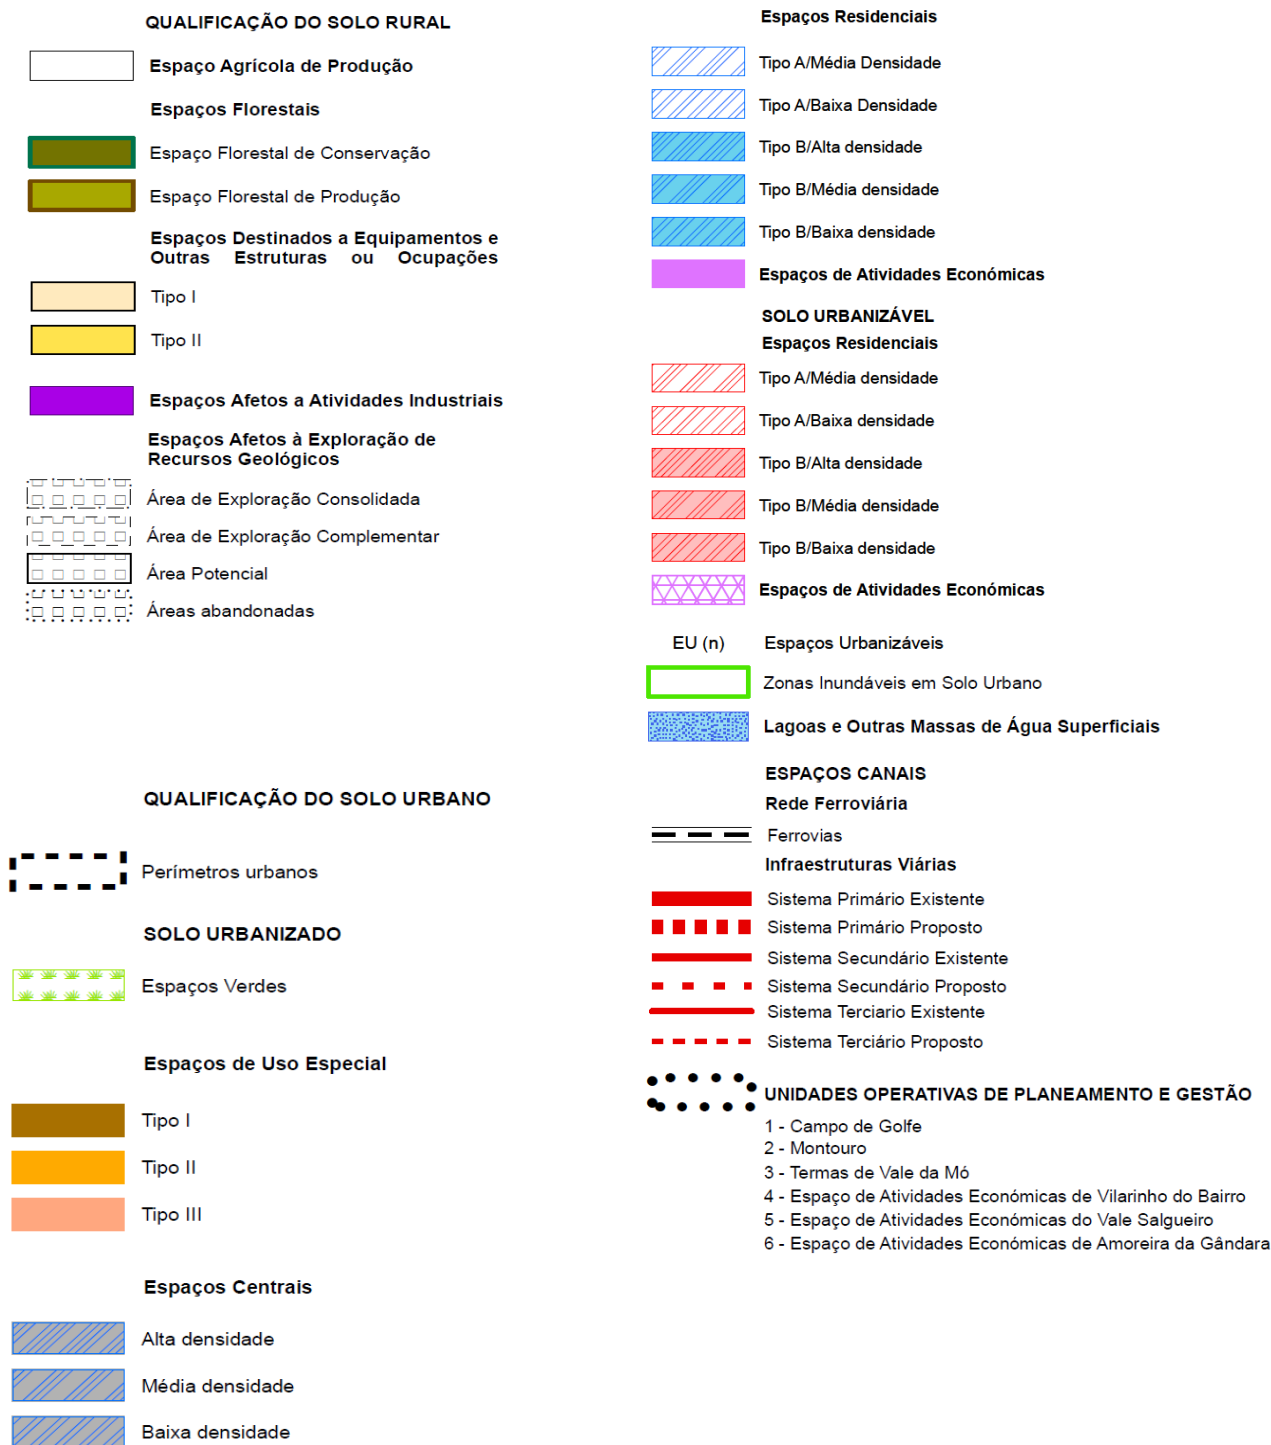 QUALIFICAÇÃO DO SOLO RURAL
Espaço Agrícola de Produção
Espaços Florestais
Espaço Florestal de Conservação
Espaço Florestal de Produção
Espaços Destinados a Equipamentos e
Outras Estruturas ou Ocupações
Tipo I
Tipo II
Espaços Afetos a Atividades Industriais
Espaços Afetos à Exploração de
Recursos Geológicos
Área de Exploração Consolidada
Área de Exploração Complementar
Área Potencial
Áreas abandonadas
QUALIFICAÇÃO DO SOLO URBANO
Perímetros urbanos
SOLO URBANIZADO
Espaços Verdes
Espaços de Uso Especial
Tipo I
Tipo II
Tipo III
Espaços Centrais
Alta densidade
Média densidade
Baixa densidade
Espaços Residenciais
Tipo A/Média Densidade
Tipo A/Baixa Densidade
Tipo B/Alta densidade
Tipo B/Média densidade
Tipo B/Baixa densidade
Espaços de Atividades Económicas
SOLO URBANIZÁVEL
Espaços Residenciais
Tipo A/Média densidade
Tipo A/Baixa densidade
Tipo B/Alta densidade
Tipo B/Média densidade
Tipo B/Baixa densidade
Espaços de Atividades Económicas
EU (n) Espaços Urbanizáveis
Zonas Inundáveis em Solo Urbano
Lagoas e Outras Massas de Água Superficiais
ESPAÇOS CANAIS
Rede Ferroviária
Ferrovias
Infraestruturas Viárias
Sistema Primário Existente
Sistema Primário Proposto
Sistema Secundário Existente
Sistema Secundário Proposto
Sistema Terciario Existente
Sistema Terciário Proposto
UNIDADES OPERATIVAS DE PLANEAMENTO E GESTÃO
1 - Campo de Golfe
2 - Montouro
3 - Termas de Vale da Mó
4 - Espaço de Atividades Económicas de Vilarinho do Bairro
5 - Espaço de Atividades Económicas do Vale Salgueiro
6 - Espaço de Atividades Económicas de Amoreira da Gândara